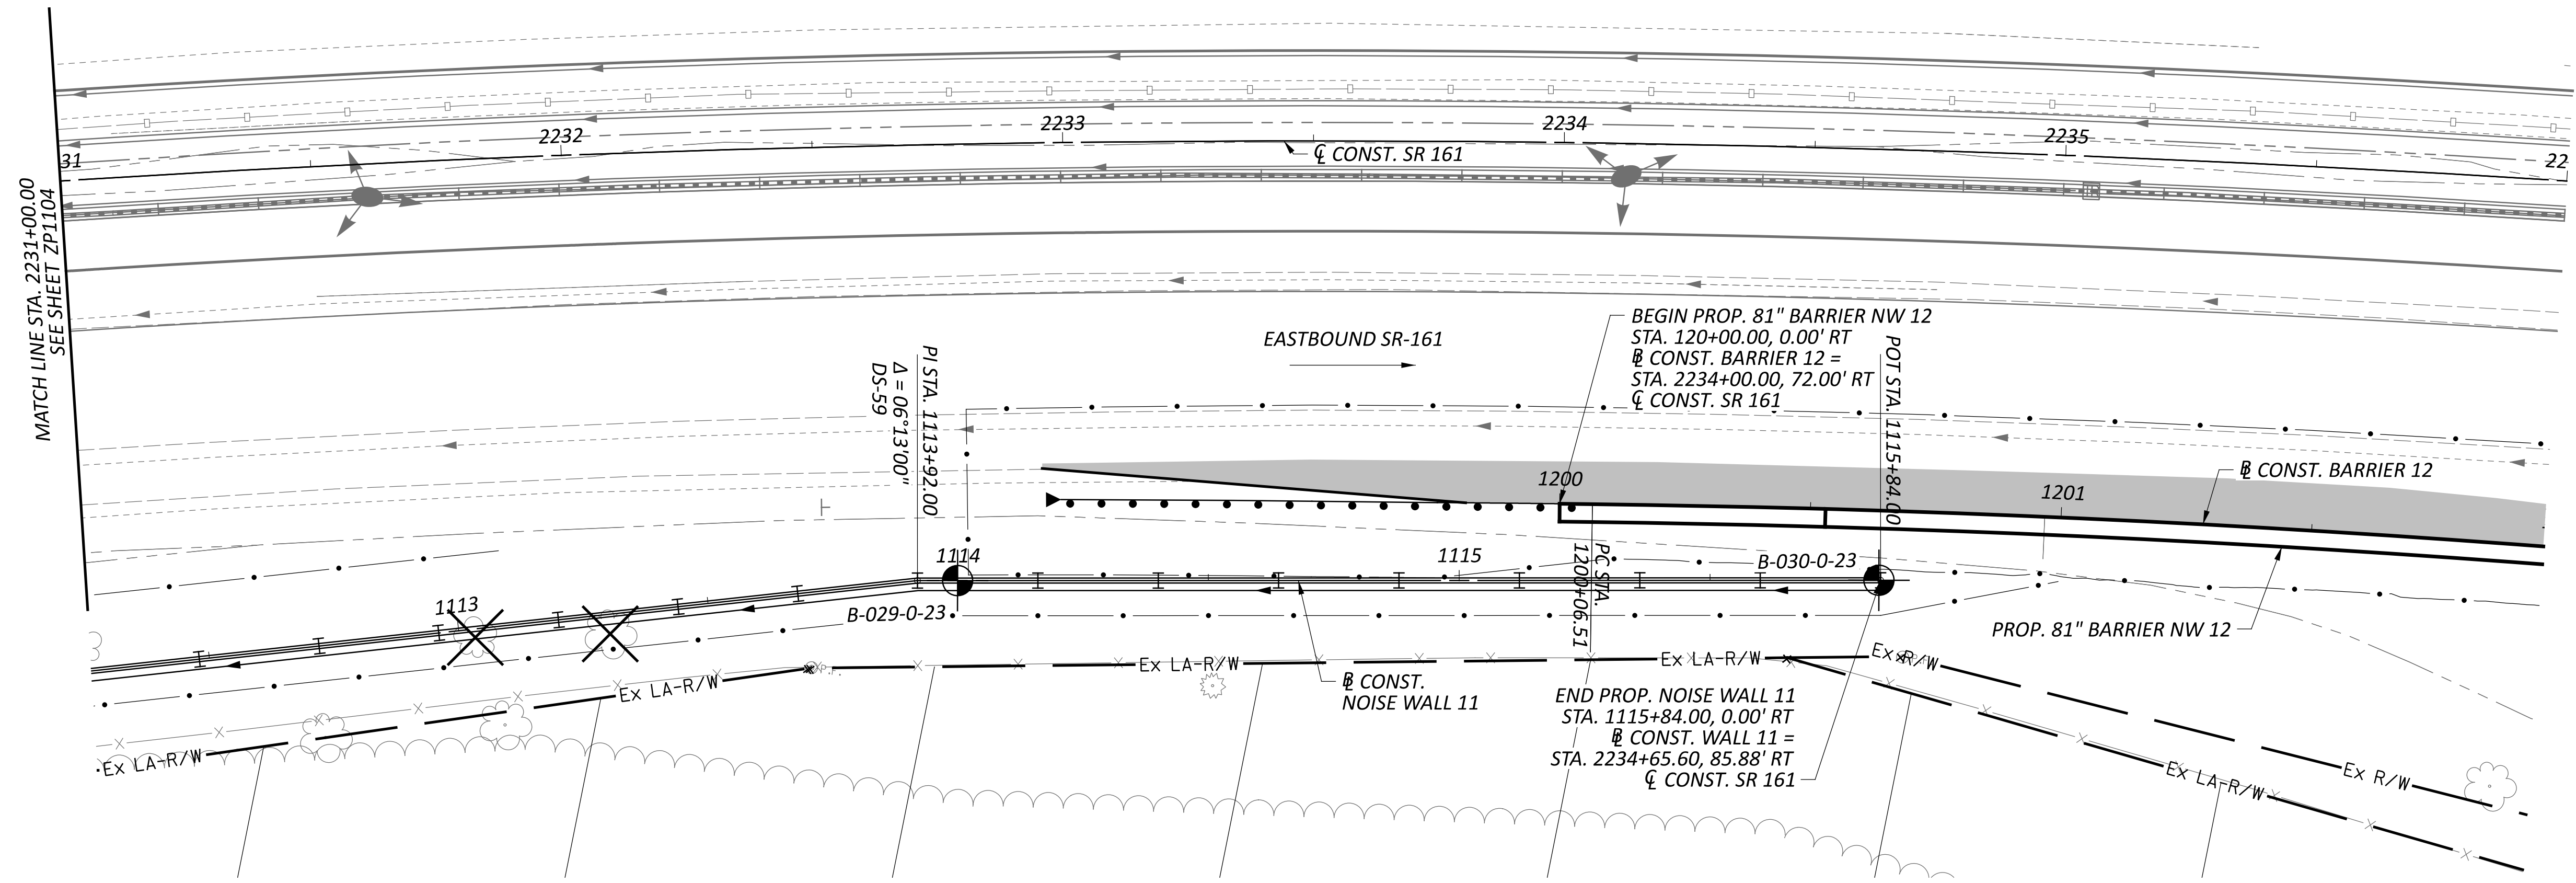 MATCH LINE STA. 2231+00.00
SEE SHEET ZP1104
31
2232
2233
2234
2235
22
℄ CONST. SR 161
EASTBOUND SR-161
BEGIN PROP. 81" BARRIER NW 12
STA. 120+00.00, 0.00' RT
BL CONST. BARRIER 12 =
STA. 2234+00.00, 72.00' RT
℄ CONST. SR 161
PI STA. 1113+92.00
Δ = 06°13'00"
DS-59
POT STA. 1115+84.00
1200
1201
BL CONST. BARRIER 12
PC STA.
1200+06.51
1113
1114
1115
B-029-0-23
B-030-0-23
PROP. 81" BARRIER NW 12
BL CONST.
NOISE WALL 11
END PROP. NOISE WALL 11
STA. 1115+84.00, 0.00' RT
BL CONST. WALL 11 =
STA. 2234+65.60, 85.88' RT
℄ CONST. SR 161
Ex LA-R/W
Ex LA-R/W
Ex LA-R/W
Ex LA-R/W
Ex R/W
Ex LA-R/W
Ex R/W